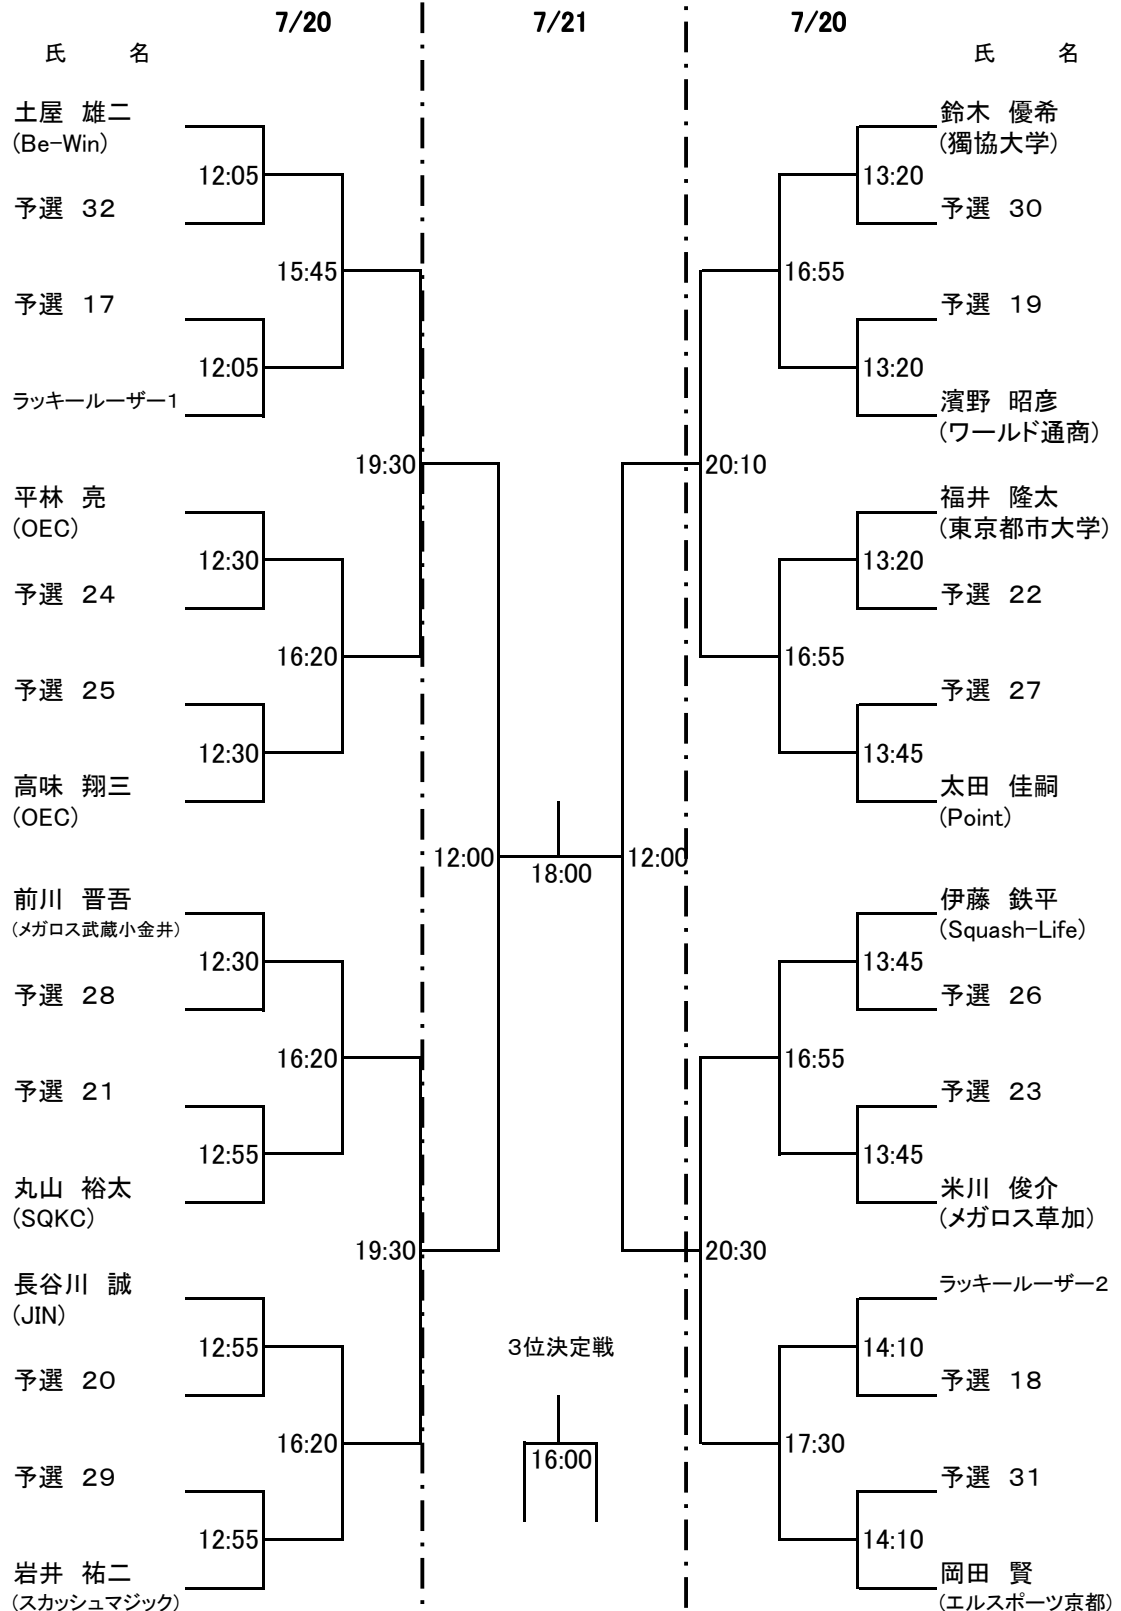 7/20
7/21
7/20
氏　名
氏　名
土屋　雄二
(Be-Win)
12:05
予選　32
15:45
予選　17
12:05
ラッキールーザー1
19:30
平林　亮
(OEC)
12:30
予選　24
16:20
予選　25
12:30
高味　翔三
(OEC)
12:00
前川　晋吾
(メガロス武蔵小金井)
12:30
予選　28
16:20
予選　21
12:55
丸山　裕太
(SQKC)
19:30
長谷川　誠
(JIN)
12:55
予選　20
16:20
予選　29
12:55
岩井　祐二
(スカッシュマジック)
18:00
3位決定戦
16:00
鈴木　優希
(獨協大学)
13:20
予選　30
16:55
予選　19
13:20
濱野　昭彦
(ワールド通商)
20:10
福井　隆太
(東京都市大学)
13:20
予選　22
16:55
予選　27
13:45
太田　佳嗣
(Point)
12:00
伊藤　鉄平
(Squash-Life)
13:45
予選　26
16:55
予選　23
13:45
米川　俊介
(メガロス草加)
20:30
ラッキールーザー2
14:10
予選　18
17:30
予選　31
14:10
岡田　賢
(エルスポーツ京都)